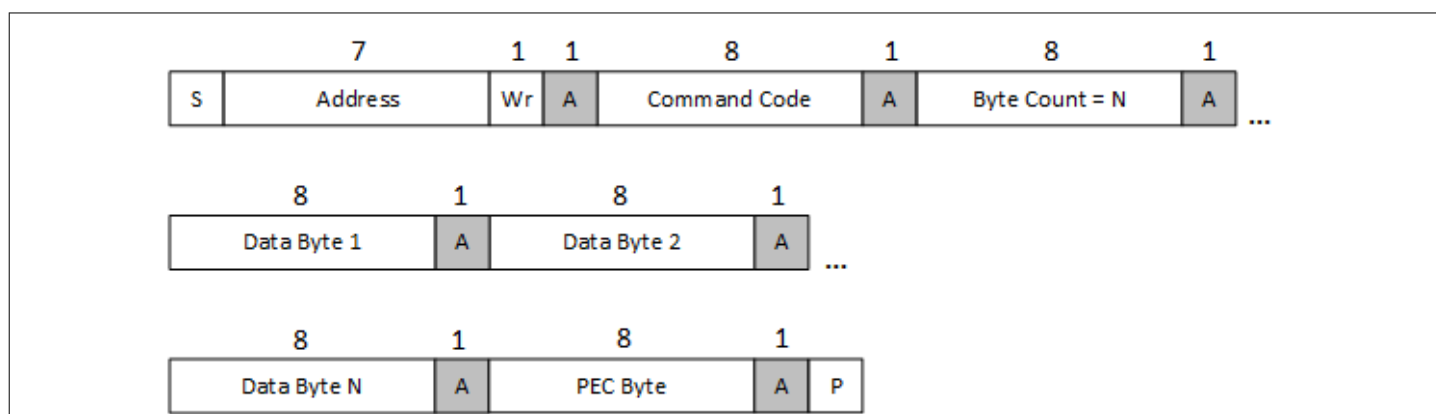 7 1 1 8 1 8 1
S Address Wr A Command Code A Byte Count = N A ...
8 1 8 1
Data Byte 1 A Data Byte 2 A ...
8 1 8 1
Data Byte N A PEC Byte A P